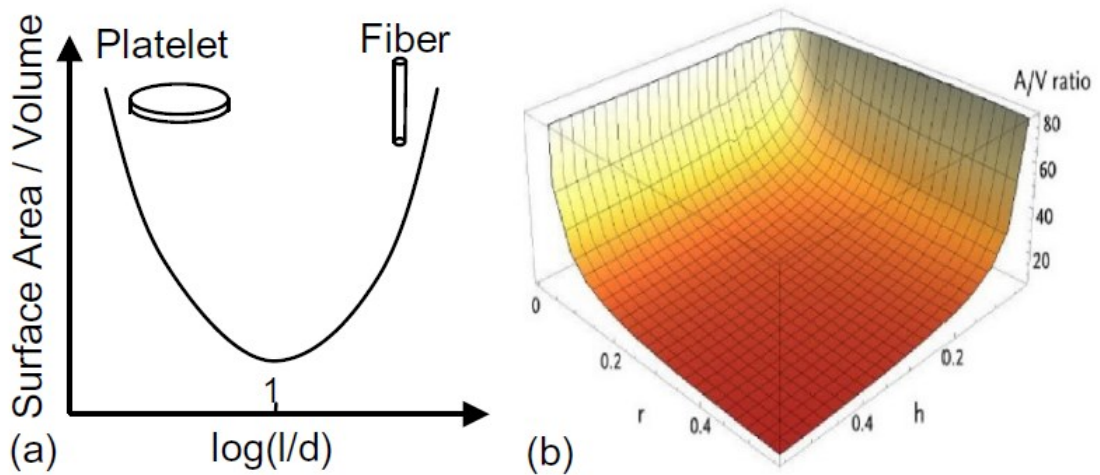 Surface Area / Volume
Platelet
Fiber
1
log(l/d)
(a)
A/V ratio
80
60
40
20
0
0.2
0.4
r
0.2
0.4
h
(b)